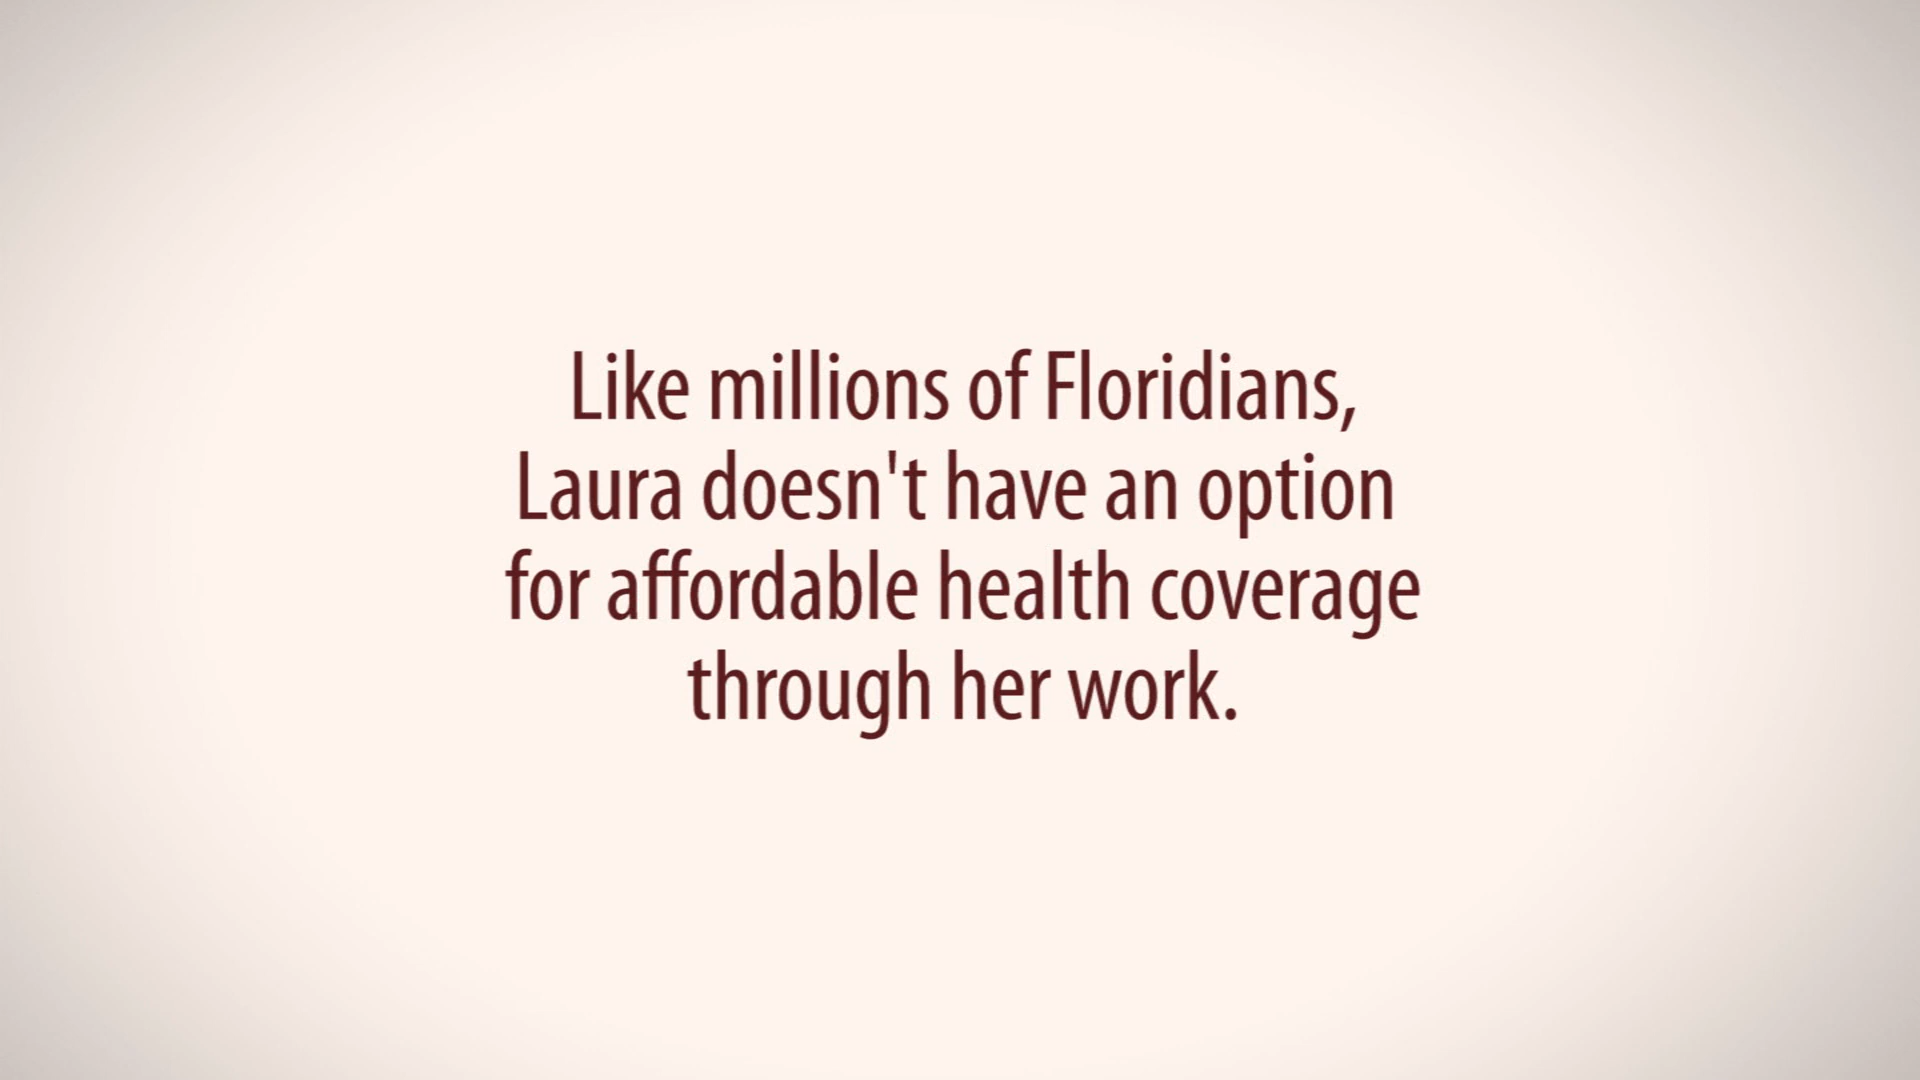 Like millions of Floridians,
Laura doesn't have an option
for affordable health coverage
through her work.